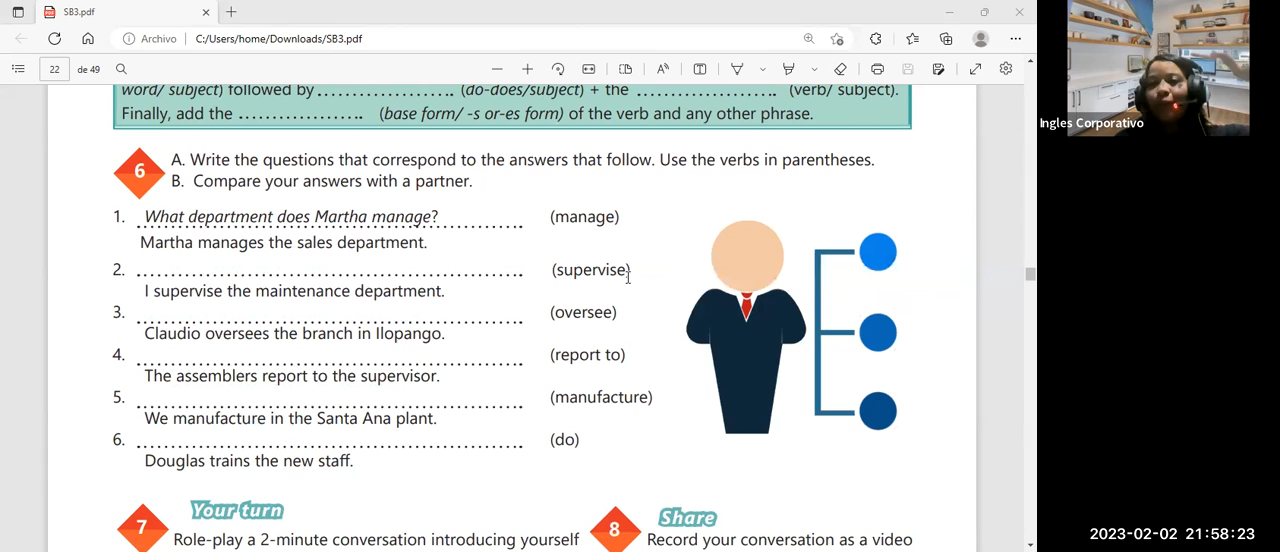 SB3.pdf
Archivo C:/Users/home/Downloads/SB3.pdf
22 de 49
word/ subject) followed by ..................... (do-does/subject) + the ..................... (verb/ subject).
Finally, add the ................... (base form/ -s or-es form) of the verb and any other phrase.
6 A. Write the questions that correspond to the answers that follow. Use the verbs in parentheses.
B. Compare your answers with a partner.
1. What department does Martha manage? (manage)
Martha manages the sales department.
2. (supervise)
I supervise the maintenance department.
3. (oversee)
Claudio oversees the branch in Ilopango.
4. (report to)
The assemblers report to the supervisor.
5. (manufacture)
We manufacture in the Santa Ana plant.
6. (do)
Douglas trains the new staff.
7 Your turn
Role-play a 2-minute conversation introducing yourself
8 Share
Record your conversation as a video
Ingles Corporativo
2023-02-02 21:58:23